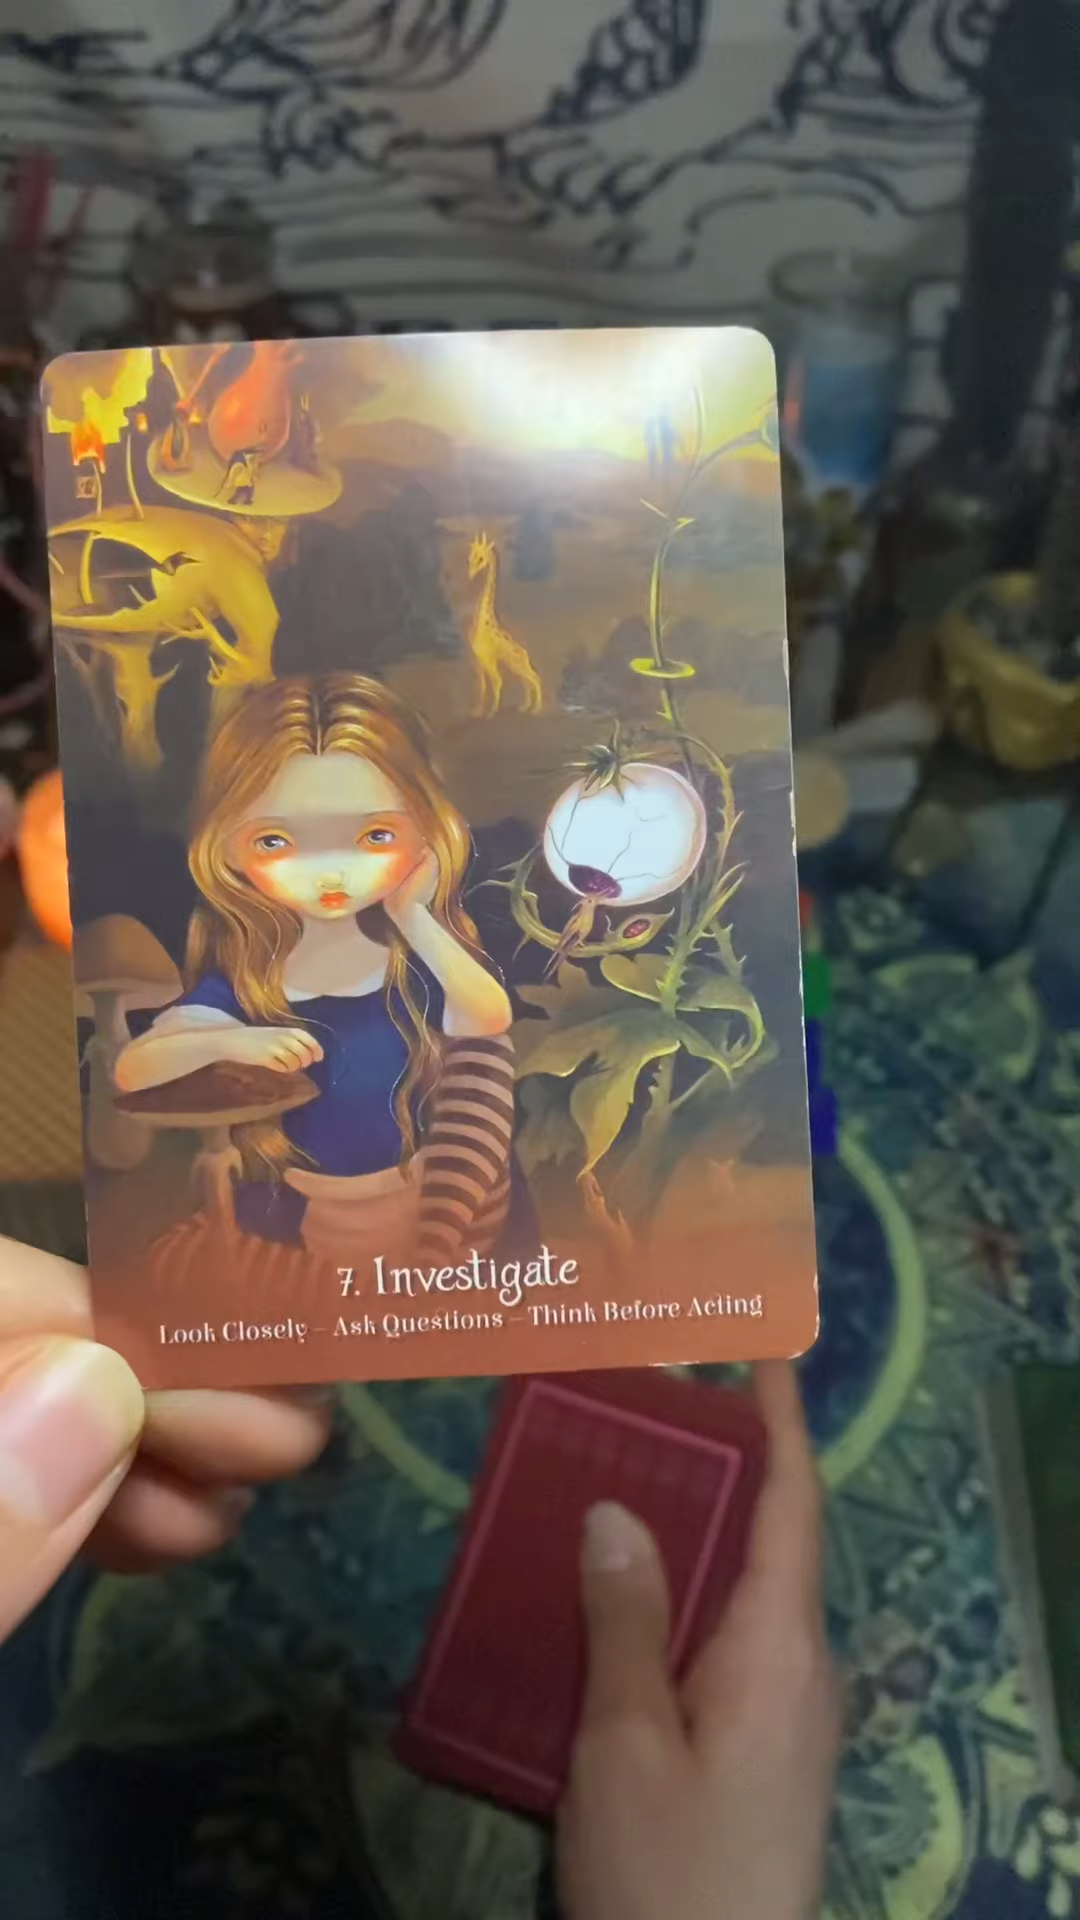 7. Investigate
Look Closely – Ask Questions – Think Before Acting